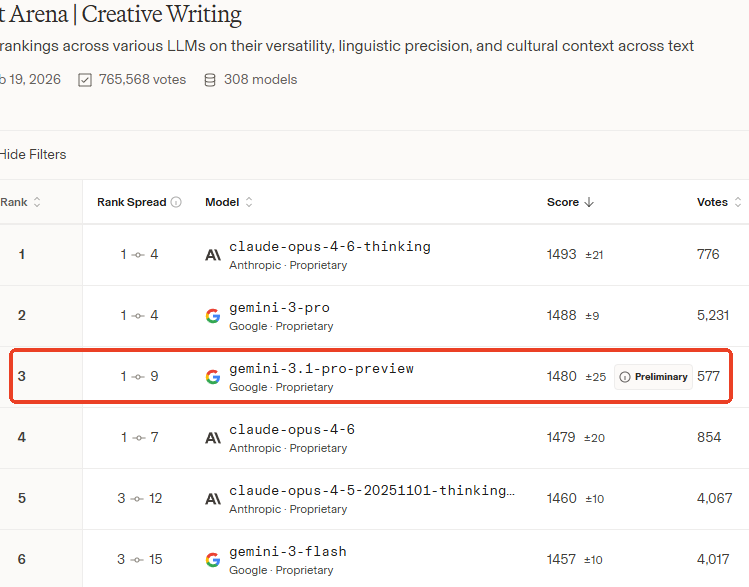 t Arena | Creative Writing
rankings across various LLMs on their versatility, linguistic precision, and cultural context across text
b 19, 2026 765,568 votes 308 models
Hide Filters
Rank Rank Spread Model Score Votes
1 1 4 claude-opus-4-6-thinking 1493 ±21 776
Anthropic · Proprietary
2 1 4 gemini-3-pro 1488 ±9 5,231
Google · Proprietary
3 1 9 gemini-3.1-pro-preview 1480 ±25 Preliminary 577
Google · Proprietary
4 1 7 claude-opus-4-6 1479 ±20 854
Anthropic · Proprietary
5 3 12 claude-opus-4-5-20251101-thinking… 1460 ±10 4,067
Anthropic · Proprietary
6 3 15 gemini-3-flash 1457 ±10 4,017
Google · Proprietary